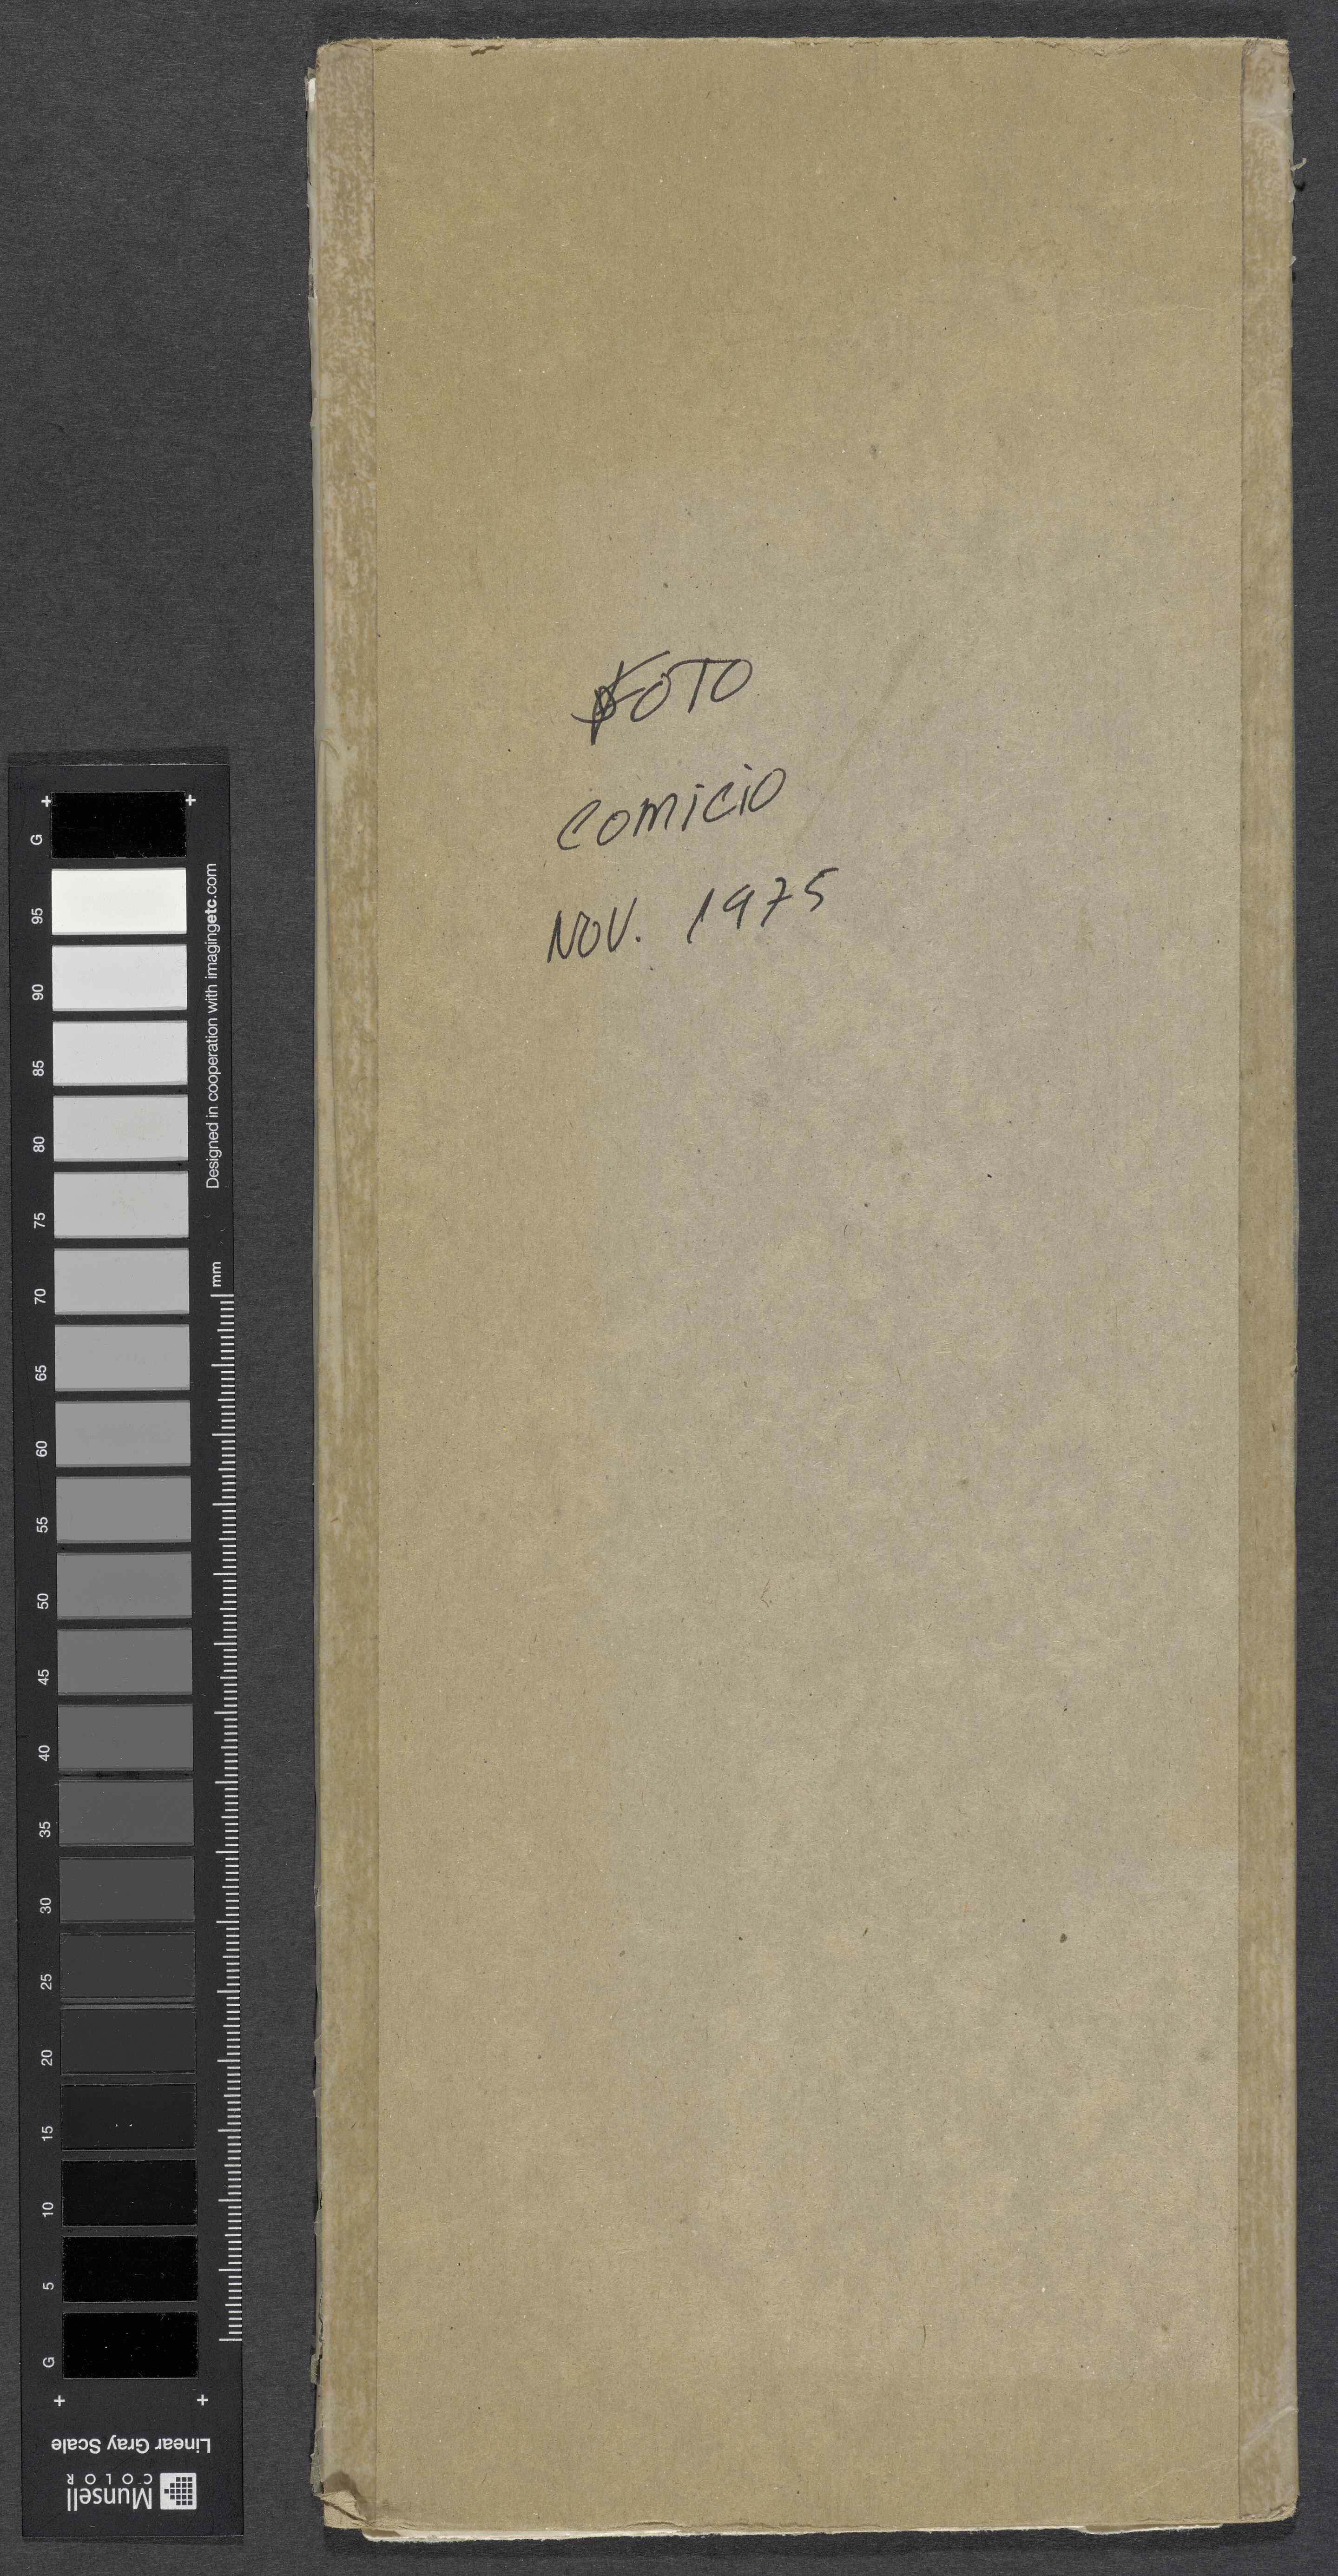 FOTO
COMICIO
NOV. 1975
G
95
90
85
80
75
70
65
60
55
50
45
40
35
30
25
20
15
10
5
G
Designed in cooperation with imagingetc.com
mm
Linear Gray Scale
Munsell
COLOR